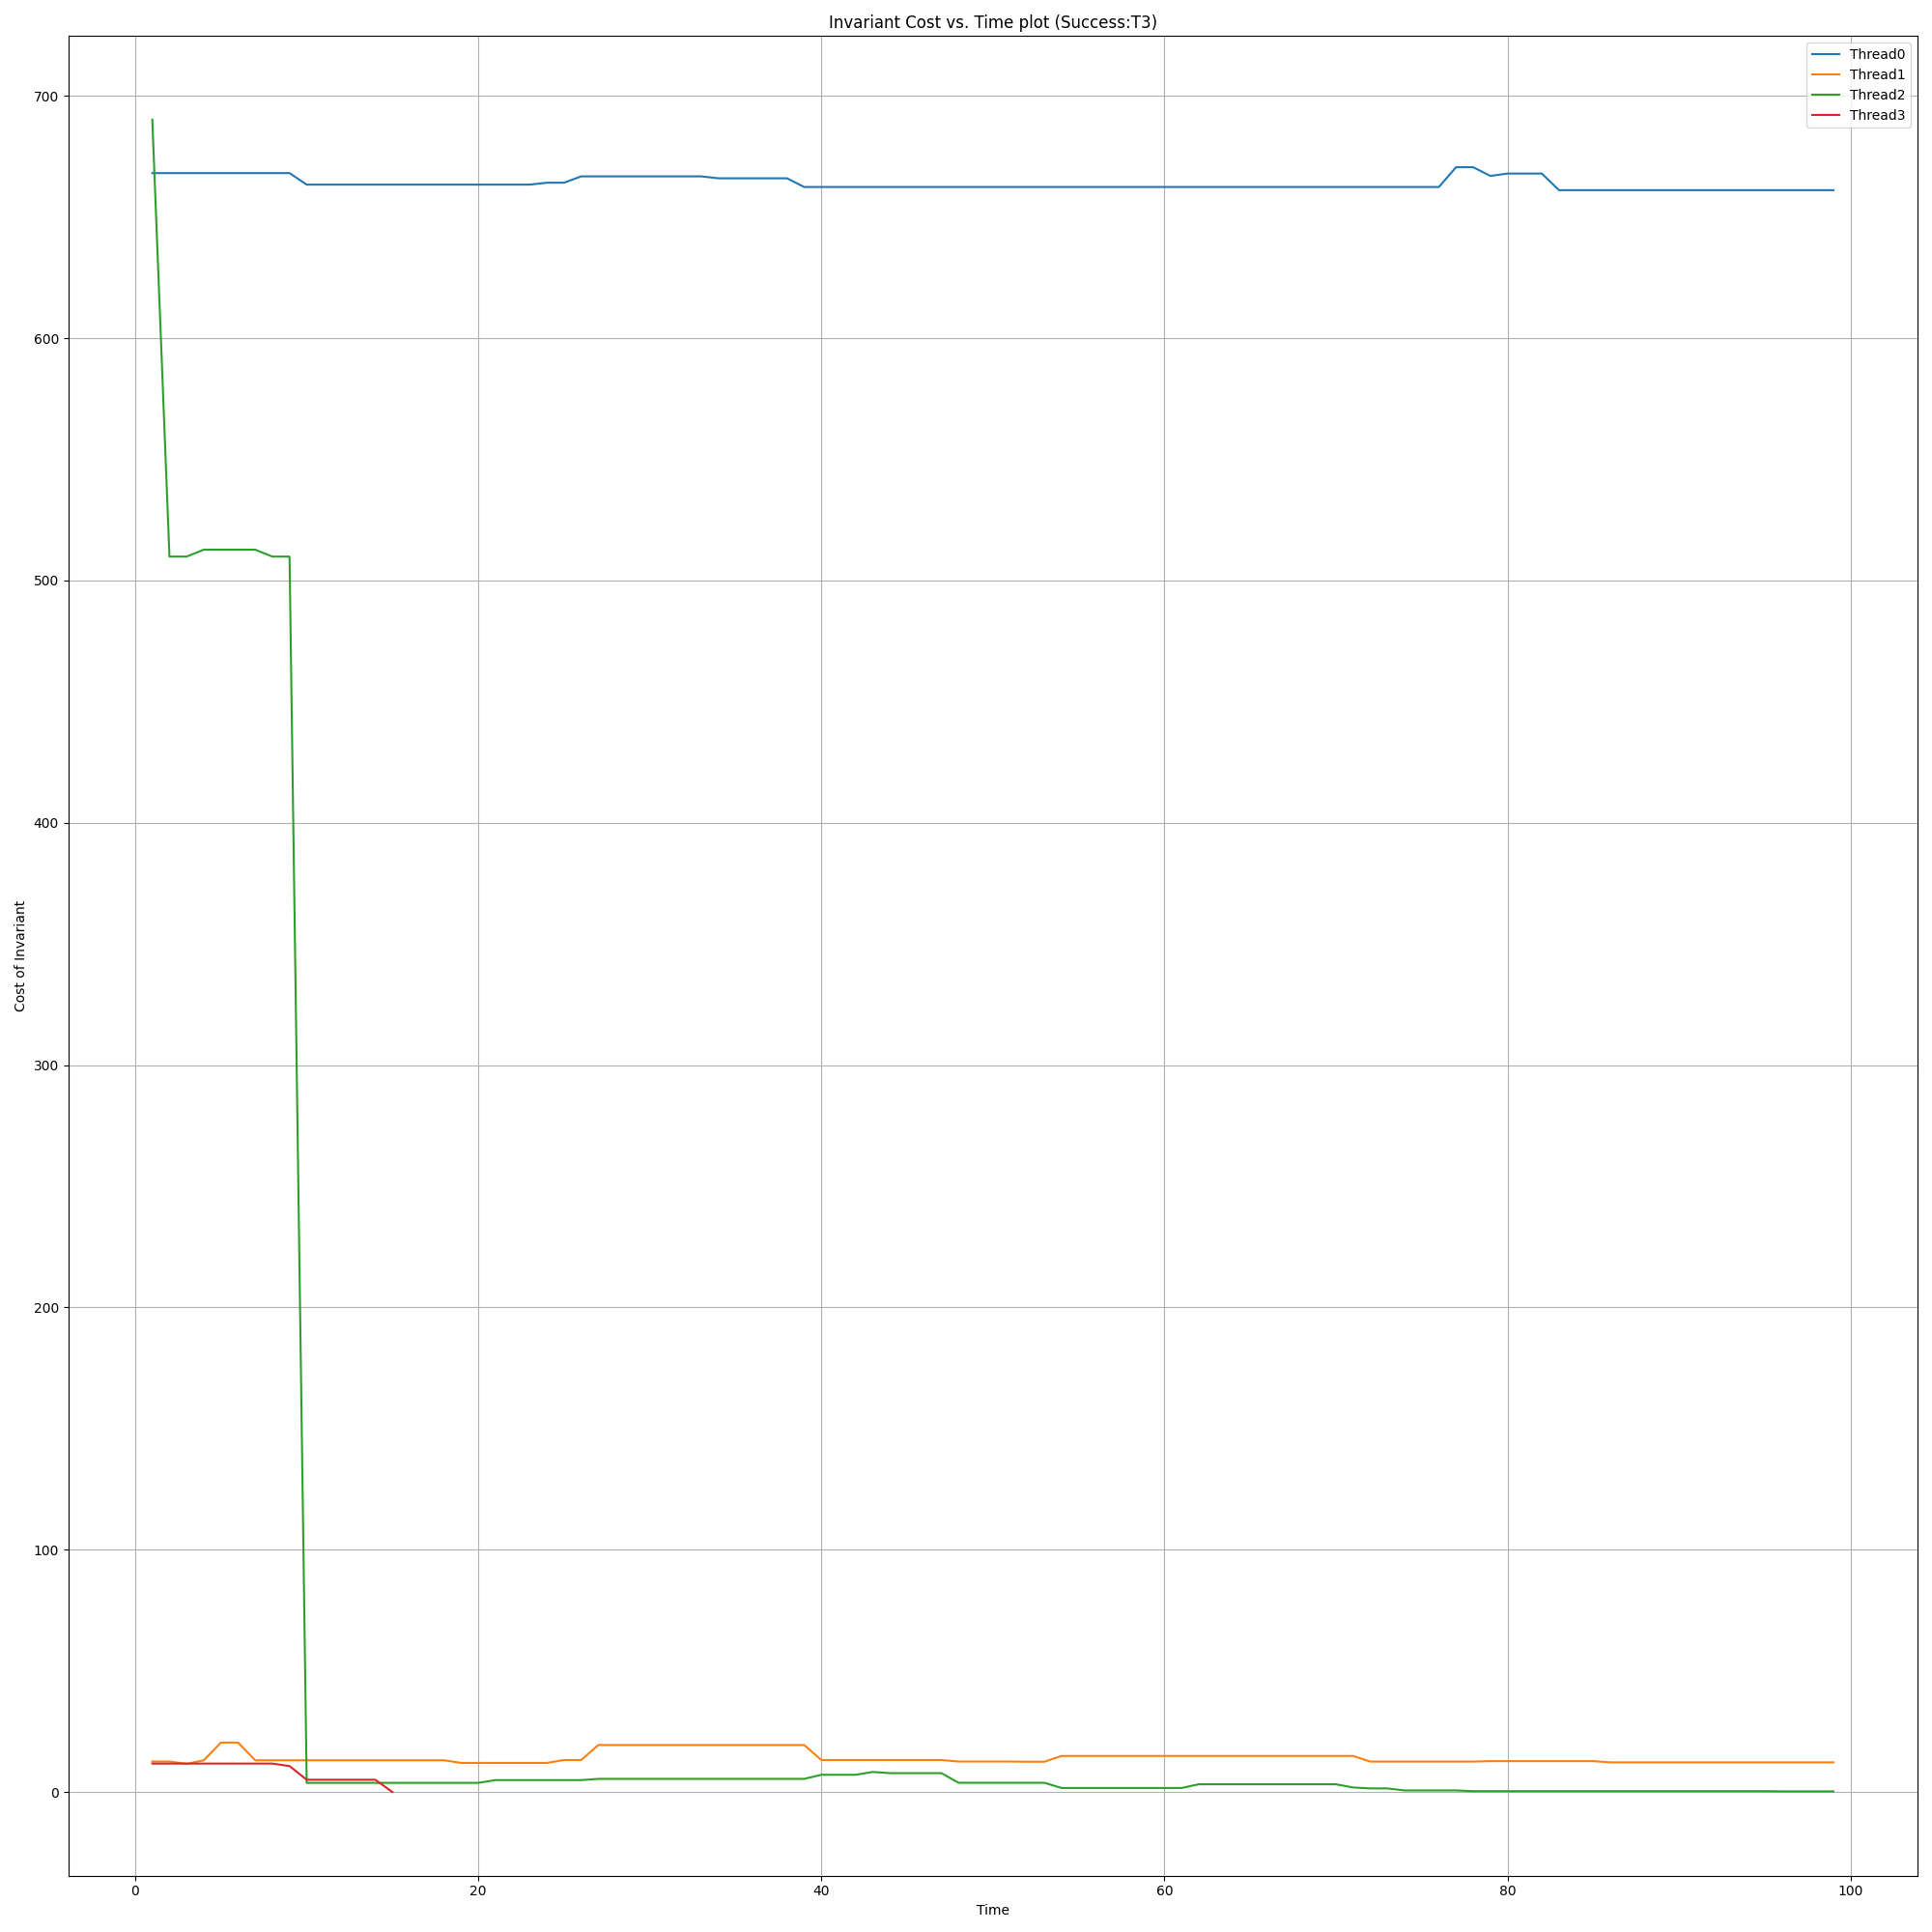 Invariant Cost vs. Time plot (Success:T3)
Thread0
Thread1
Thread2
Thread3
700
600
500
400
300
200
100
0
Cost of Invariant
0 20 40 60 80 100
Time